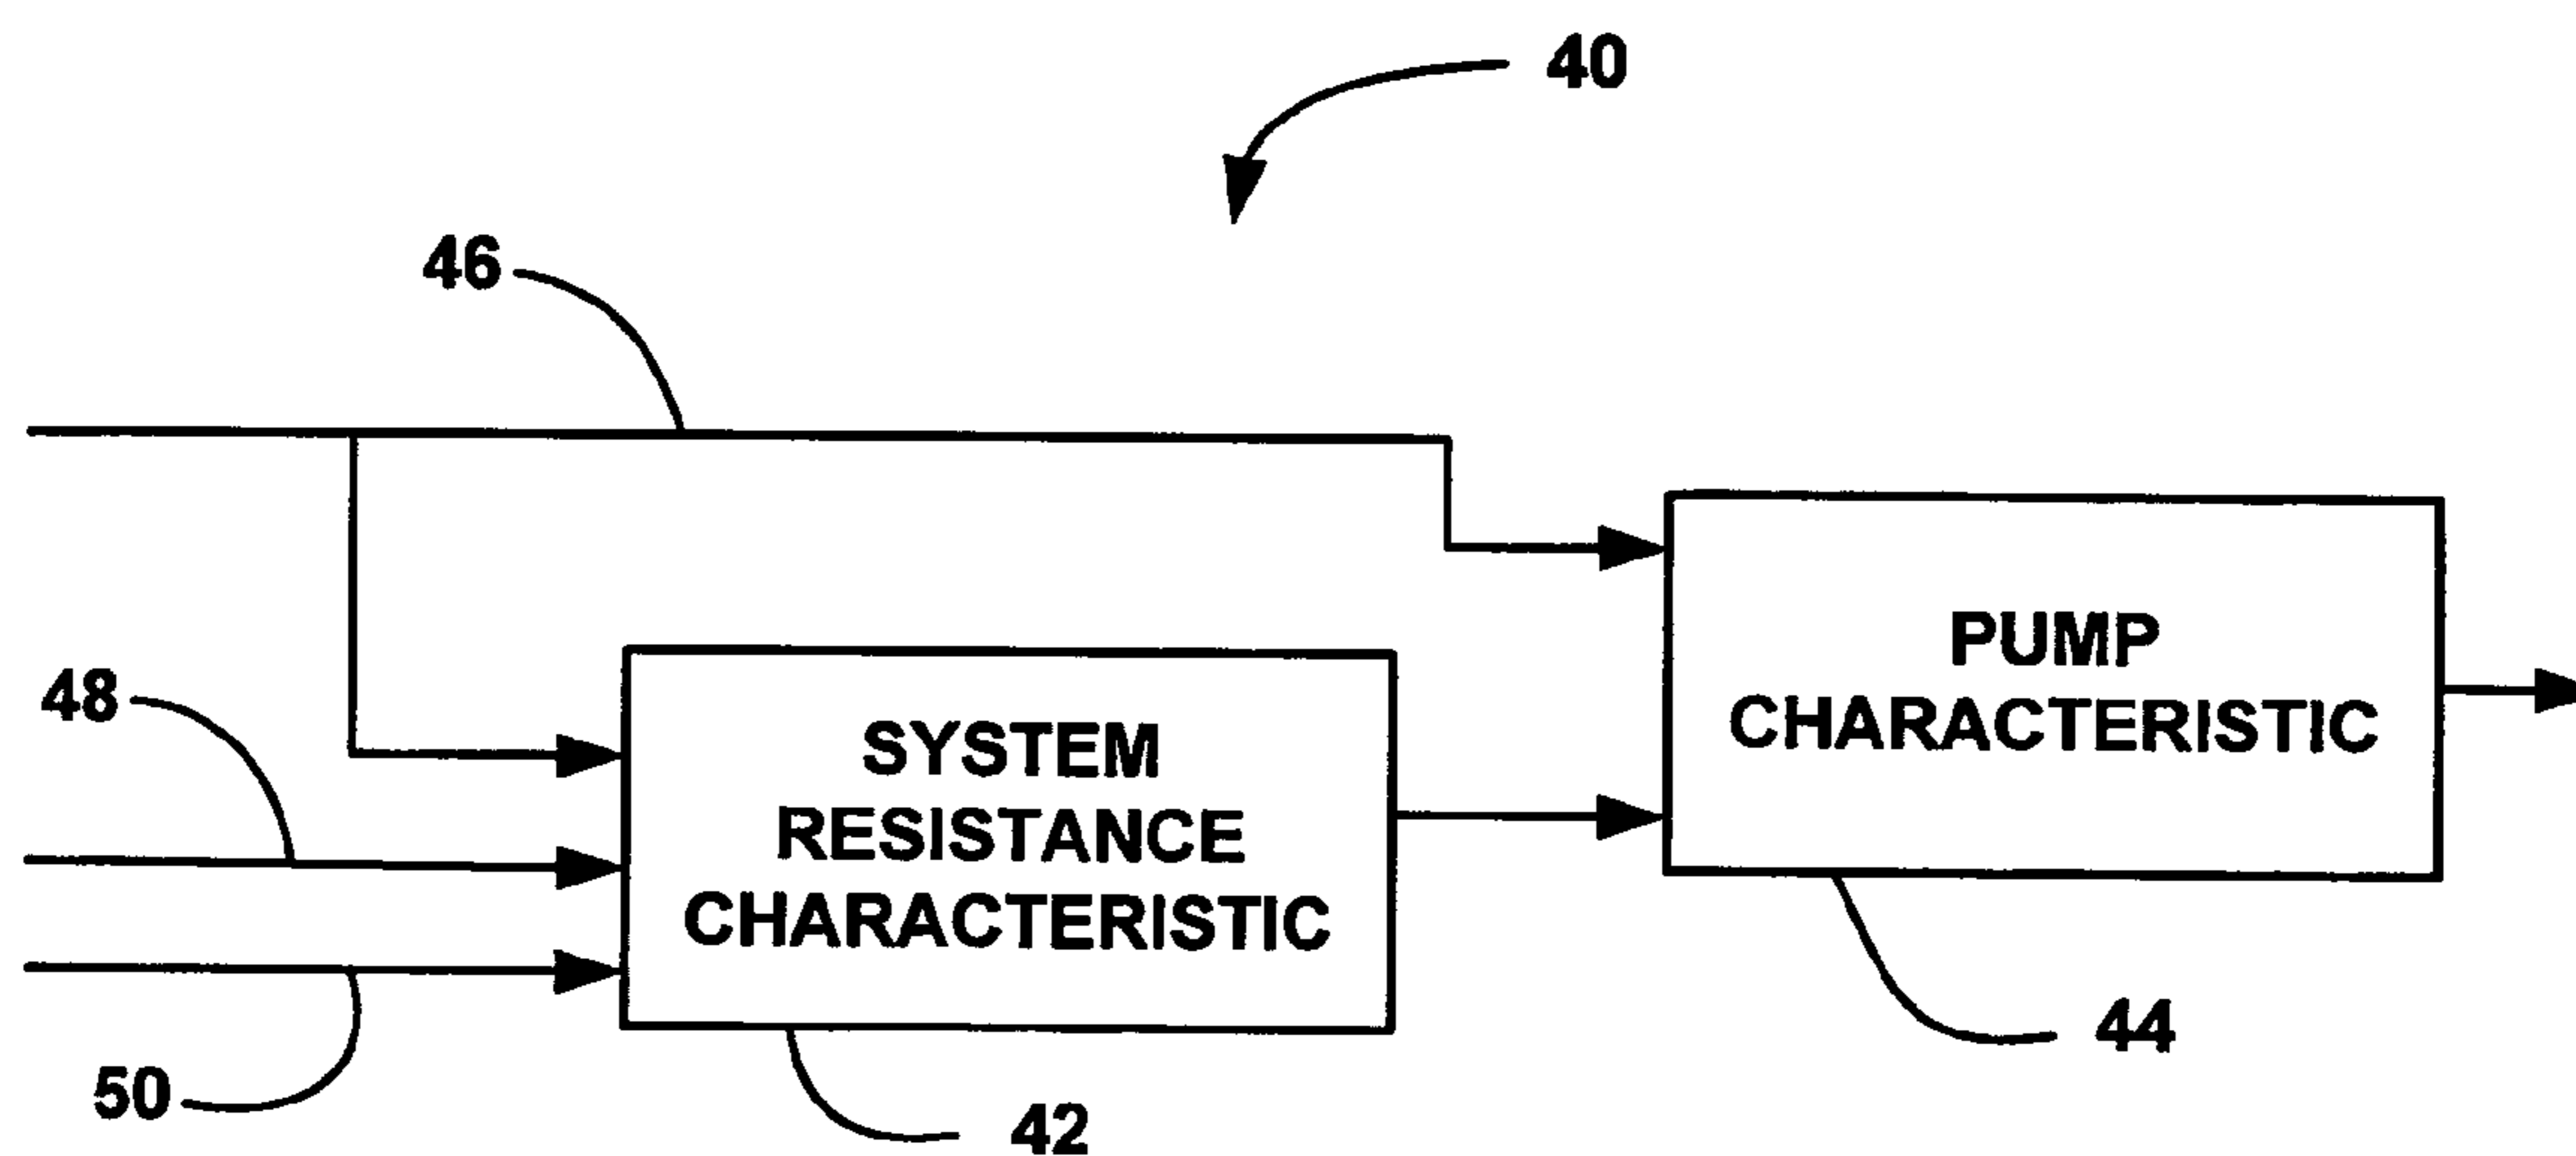 40
46
PUMP
CHARACTERISTIC
48
SYSTEM
RESISTANCE
CHARACTERISTIC
44
50
42